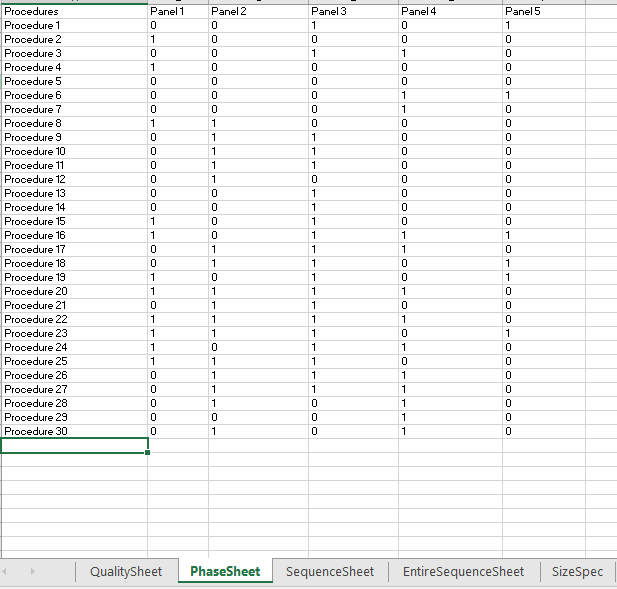 Procedures Panel 1 Panel 2 Panel 3 Panel 4 Panel 5
Procedure 1 0 0 1 0 1
Procedure 2 1 0 0 0 0
Procedure 3 0 0 1 1 0
Procedure 4 1 0 0 0 0
Procedure 5 0 0 0 0 0
Procedure 6 0 0 0 1 1
Procedure 7 0 0 0 1 0
Procedure 8 1 1 0 0 0
Procedure 9 0 1 1 0 0
Procedure 10 0 1 1 0 0
Procedure 11 0 1 1 0 0
Procedure 12 0 1 0 0 0
Procedure 13 0 0 1 0 0
Procedure 14 0 0 1 0 0
Procedure 15 1 0 1 0 0
Procedure 16 1 0 1 1 1
Procedure 17 0 1 1 1 0
Procedure 18 0 1 1 0 1
Procedure 19 1 0 1 0 1
Procedure 20 1 1 1 1 0
Procedure 21 0 1 1 0 0
Procedure 22 1 1 1 1 0
Procedure 23 1 1 1 0 1
Procedure 24 1 0 1 1 0
Procedure 25 1 1 1 0 0
Procedure 26 0 1 1 1 0
Procedure 27 0 1 1 1 0
Procedure 28 0 1 0 1 0
Procedure 29 0 0 0 1 0
Procedure 30 0 1 0 1 0
QualitySheet PhaseSheet SequenceSheet EntireSequenceSheet SizeSpec